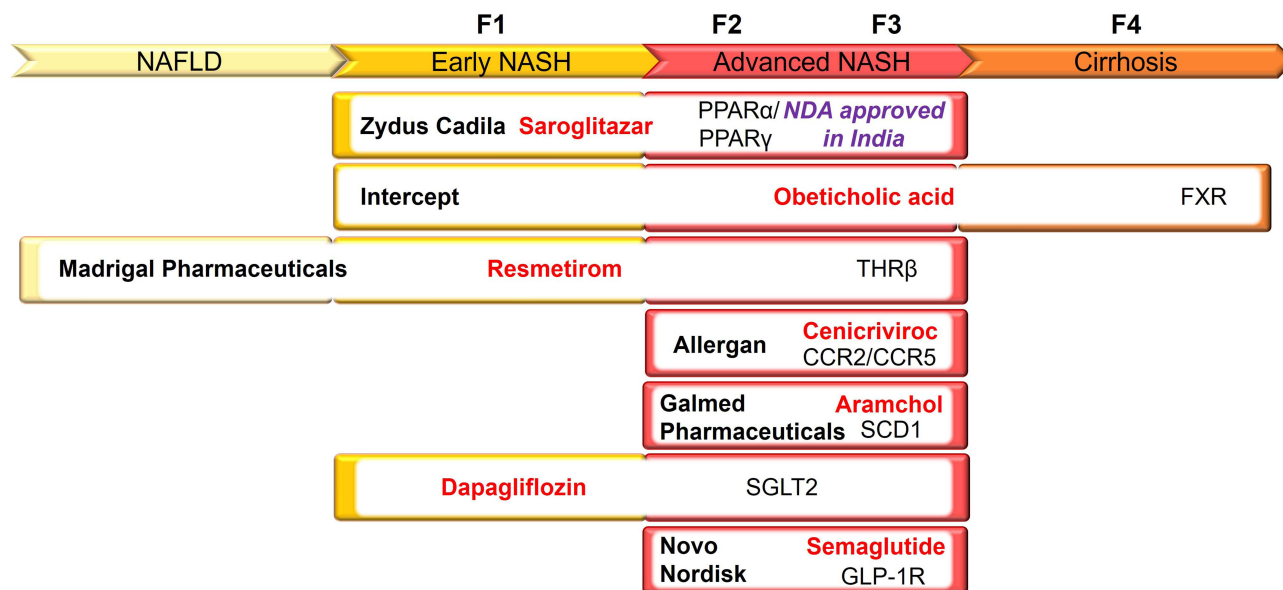 F1 F2 F3 F4
NAFLD Early NASH Advanced NASH Cirrhosis
Zydus Cadila Saroglitazar PPARα/ NDA approved
PPARγ in India
Intercept Obeticholic acid FXR
Madrigal Pharmaceuticals Resmetirom THRβ
Allergan Cenicriviroc
CCR2/CCR5
Galmed Aramchol
Pharmaceuticals SCD1
Dapagliflozin SGLT2
Novo Semaglutide
Nordisk GLP-1R